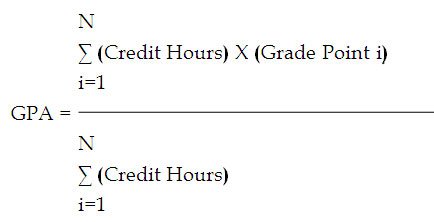 N
∑ (Credit Hours) X (Grade Point i)
i=1
GPA =
N
∑ (Credit Hours)
i=1